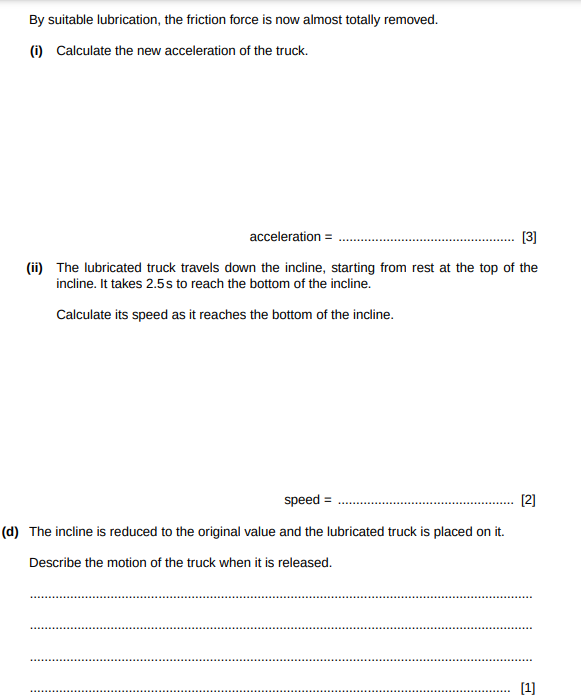 By suitable lubrication, the friction force is now almost totally removed.
(i) Calculate the new acceleration of the truck.
acceleration = ................................................ [3]
(ii) The lubricated truck travels down the incline, starting from rest at the top of the
incline. It takes 2.5 s to reach the bottom of the incline.
Calculate its speed as it reaches the bottom of the incline.
speed = ................................................ [2]
(d) The incline is reduced to the original value and the lubricated truck is placed on it.
Describe the motion of the truck when it is released.
..........................................................................................................................................
..........................................................................................................................................
..........................................................................................................................................
.................................................................................................................................... [1]